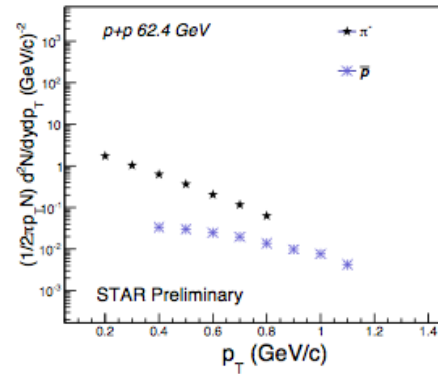 p+p 62.4 GeV
π⁻
p̅
(1/2πp_T N) d²N/dydp_T (GeV/c)⁻²
10³
10²
10
1
10⁻¹
10⁻²
10⁻³
STAR Preliminary
0.2 0.4 0.6 0.8 1 1.2 1.4
p_T (GeV/c)